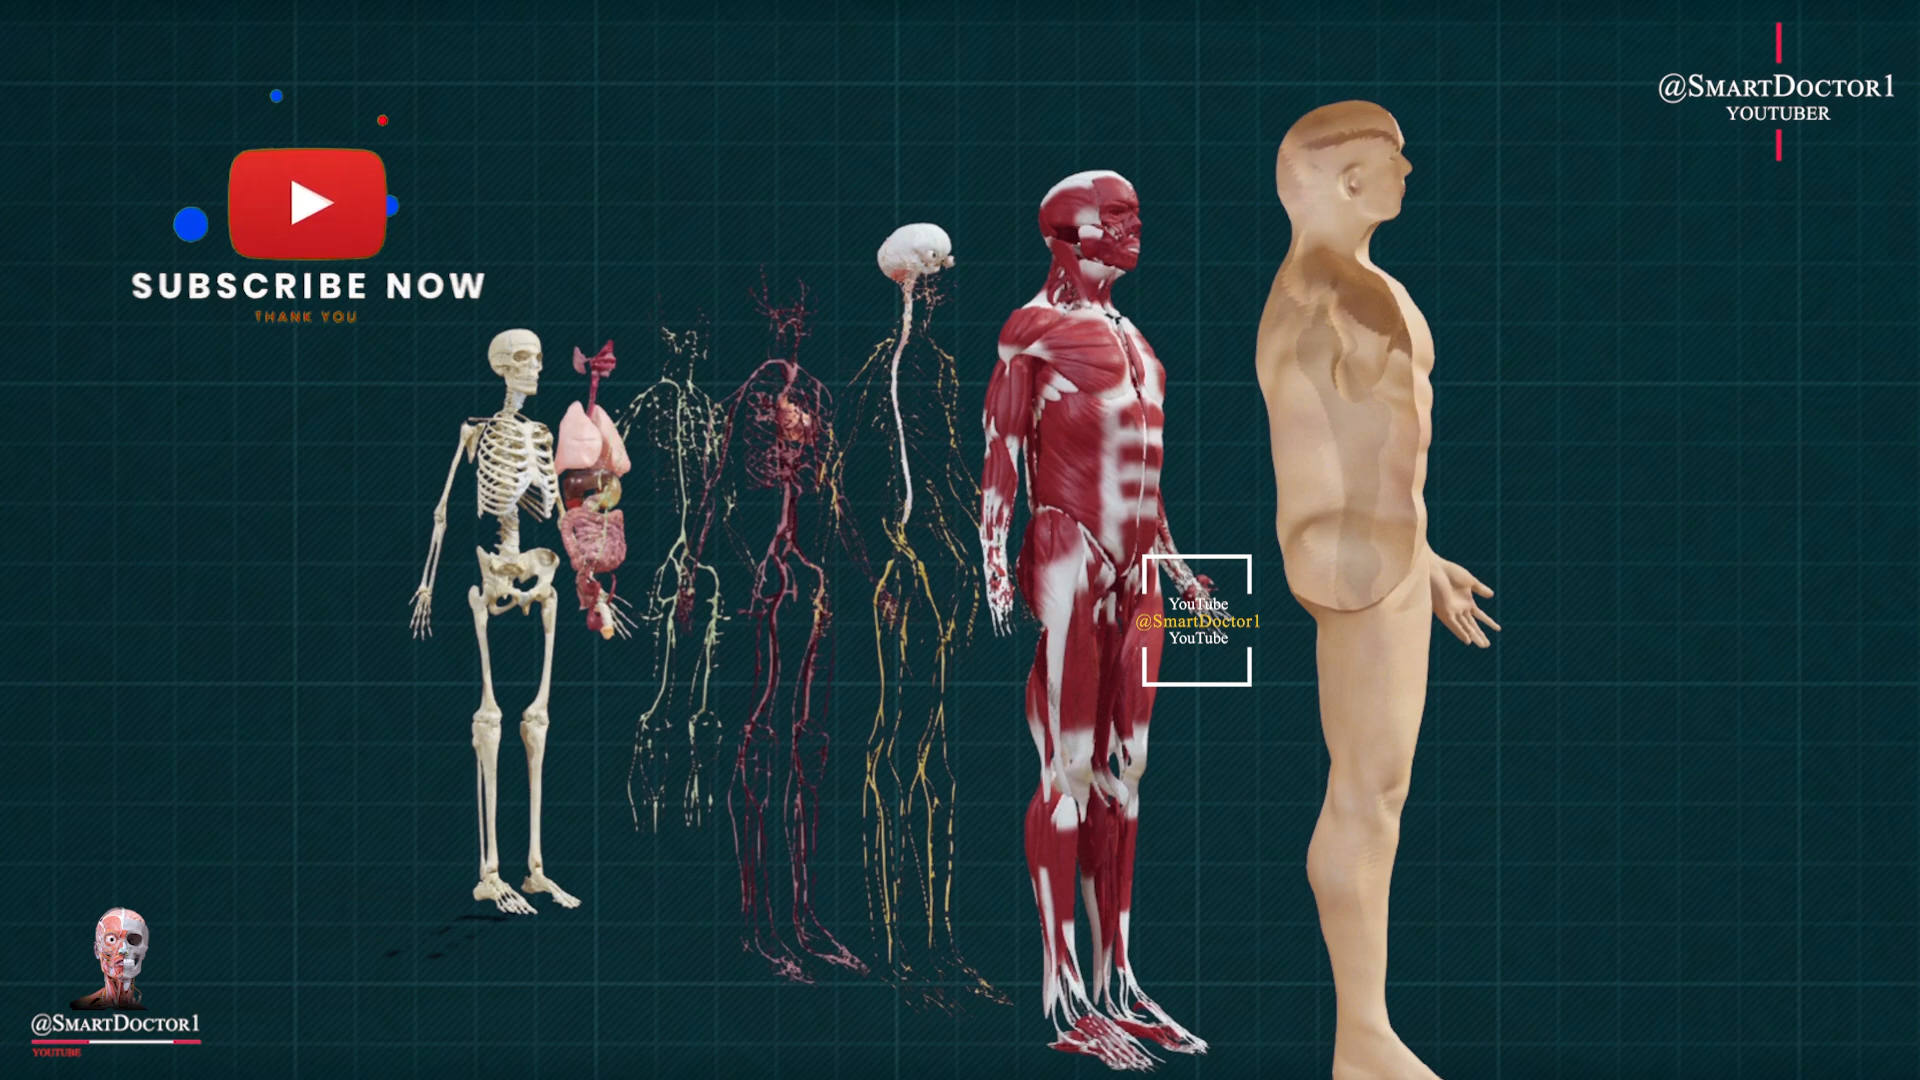 @SmartDoctor1
YOUTUBER
SUBSCRIBE NOW
THANK YOU
YouTube
@SmartDoctor1
YouTube
@SmartDoctor1
YOUTUBE